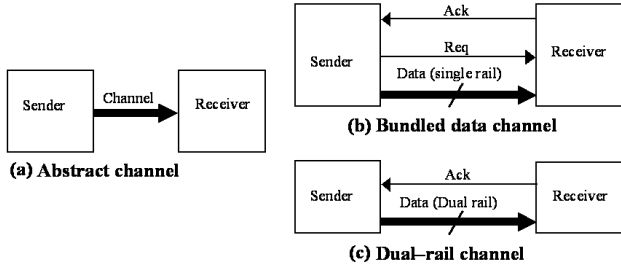 Sender
Channel
Receiver
(a) Abstract channel
Sender
Ack
Req
Data (single rail)
Receiver
(b) Bundled data channel
Sender
Ack
Data (Dual rail)
Receiver
(c) Dual–rail channel